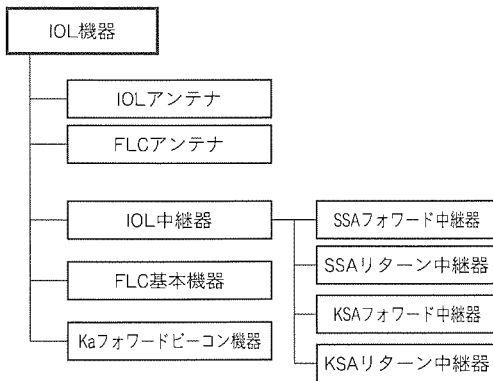 IOL機器
IOLアンテナ
FLCアンテナ
IOL中継器
SSAフォワード中継器
SSAリターン中継器
FLC基本機器
KSAフォワード中継器
Kaフォワードビーコン機器
KSAリターン中継器